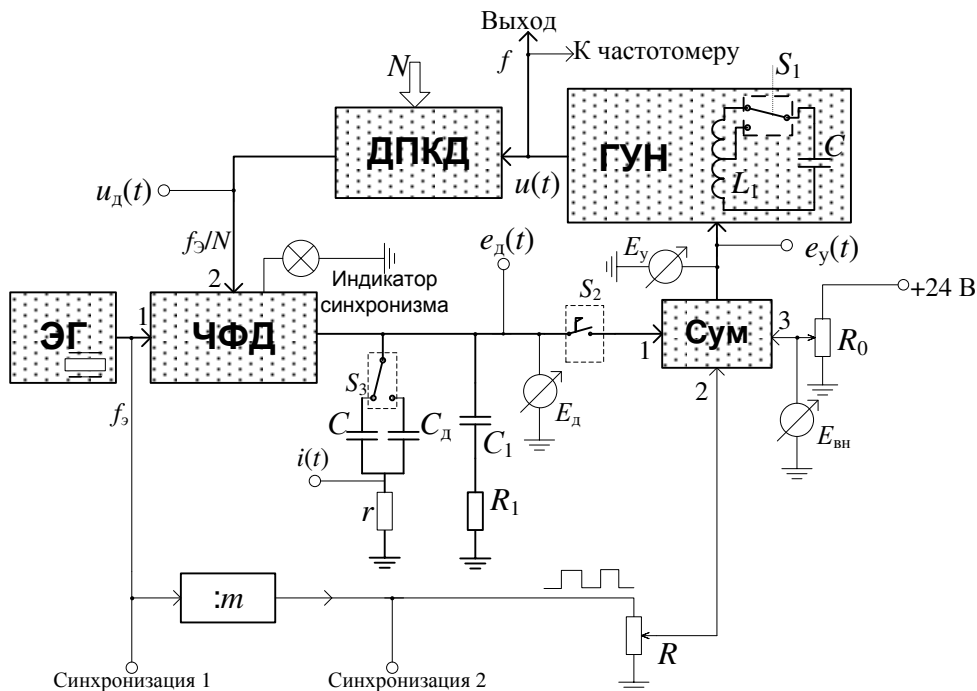 Выход
f
К частотомеру
N
S₁
ДПКД
ГУН
C
L₁
u(t)
uд(t)
fЭ/N
eд(t)
Eу
eу(t)
2
Индикатор
синхронизма
+24 В
S₂
ЭГ
1
ЧФД
1
Сум
3
R₀
2
S₃
fэ
C
Cд
C₁
Eд
Eвн
i(t)
r
R₁
:m
R
Синхронизация 1
Синхронизация 2